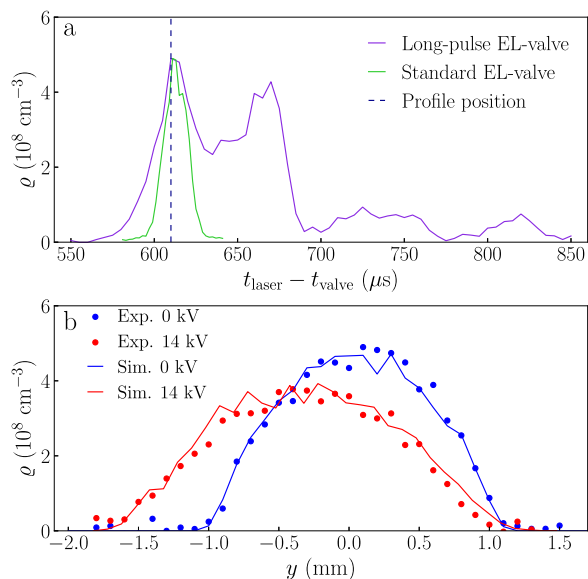 a
6
4
2
0
ϱ (10⁸ cm⁻³)
Long-pulse EL-valve
Standard EL-valve
Profile position
550 600 650 700 750 800 850
t_laser − t_valve (μs)
b
6
4
2
0
ϱ (10⁸ cm⁻³)
Exp. 0 kV
Exp. 14 kV
Sim. 0 kV
Sim. 14 kV
−2.0 −1.5 −1.0 −0.5 0.0 0.5 1.0 1.5
y (mm)